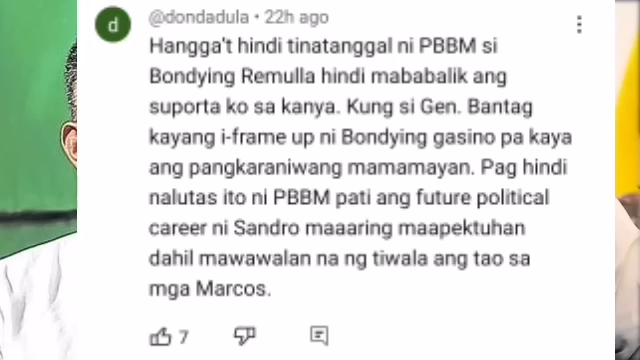 d
@dondadula • 22h ago
Hangga't hindi tinatanggal ni PBBM si
Bondying Remulla hindi mababalik ang
suporta ko sa kanya. Kung si Gen. Bantag
kayang i-frame up ni Bondying gasino pa kaya
ang pangkaraniwang mamamayan. Pag hindi
nalutas ito ni PBBM pati ang future political
career ni Sandro maaaring maapektuhan
dahil mawawalan na ng tiwala ang tao sa
mga Marcos.
7